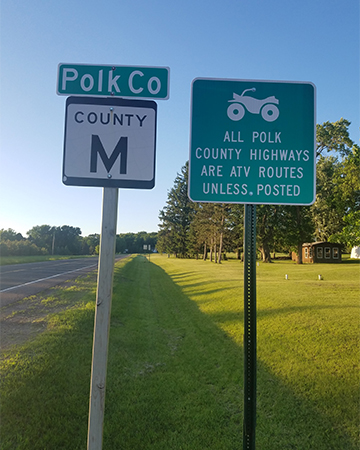 Polk Co
COUNTY
M
ALL POLK
COUNTY HIGHWAYS
ARE ATV ROUTES
UNLESS. POSTED